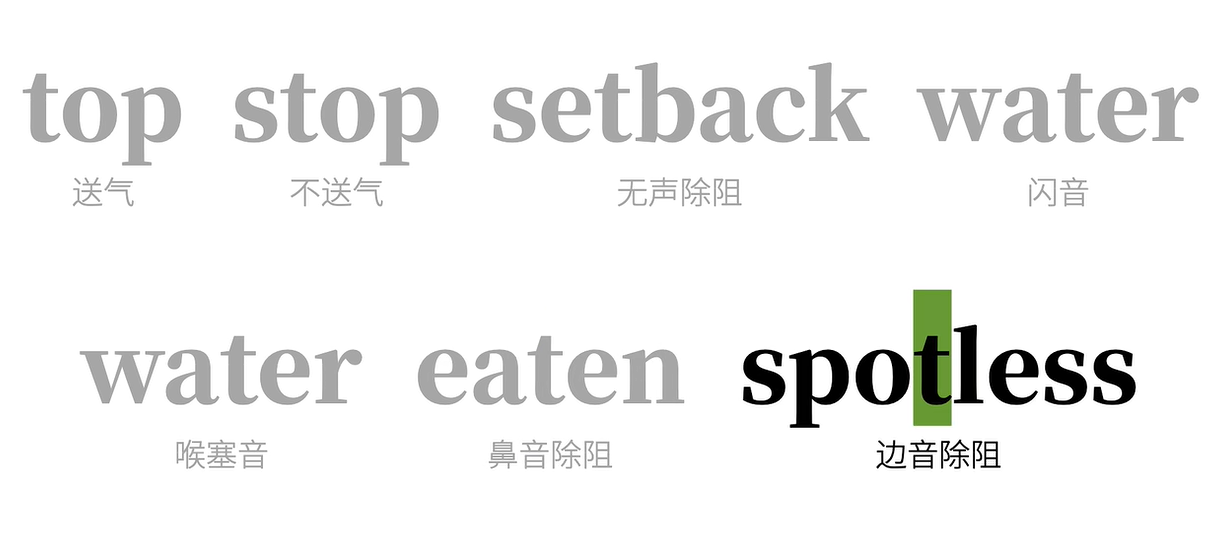 top stop setback water
送气 不送气 无声除阻 闪音
water eaten spotless
喉塞音 鼻音除阻 边音除阻